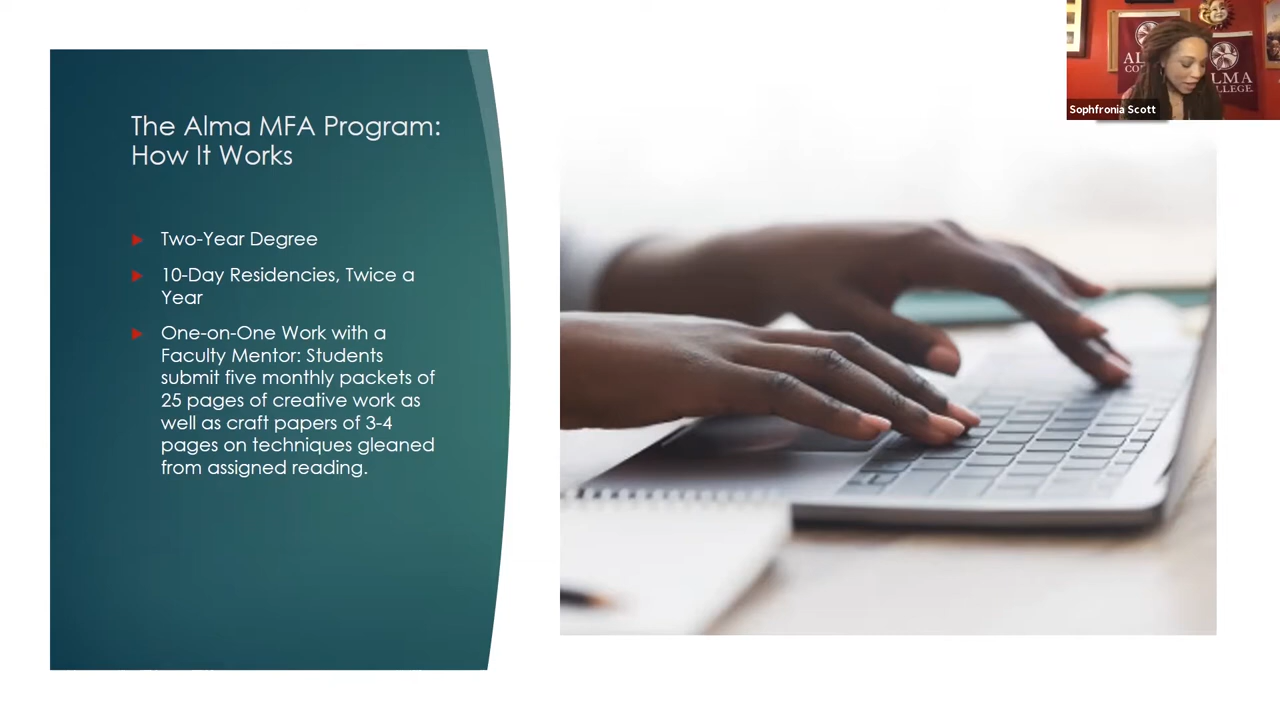 The Alma MFA Program:
How It Works
Two-Year Degree
10-Day Residencies, Twice a
Year
One-on-One Work with a
Faculty Mentor: Students
submit five monthly packets of
25 pages of creative work as
well as craft papers of 3-4
pages on techniques gleaned
from assigned reading.
Sophfronia Scott